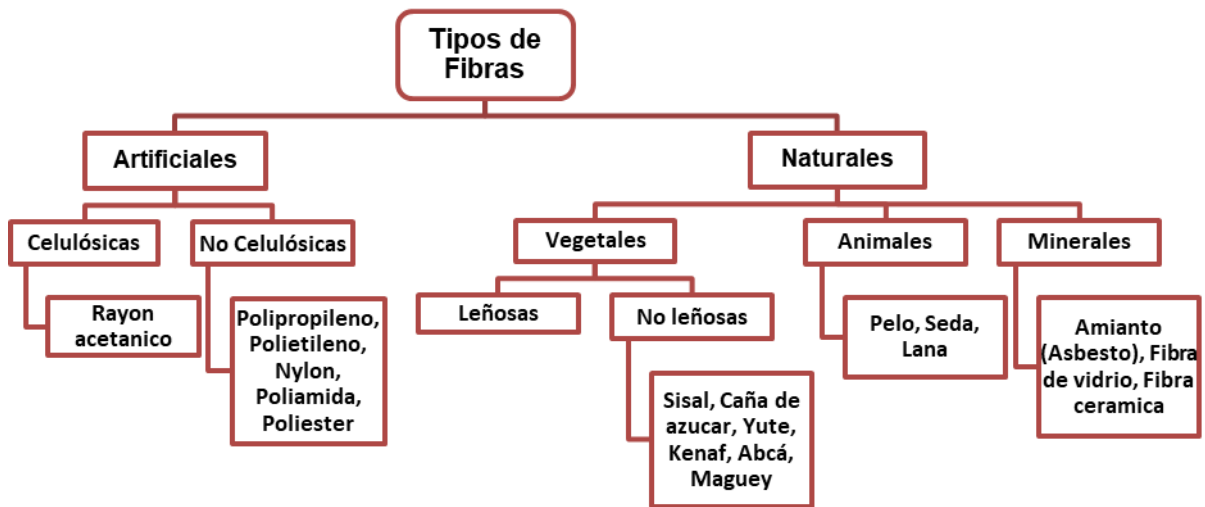 Tipos de
Fibras
Artificiales
Naturales
Celulósicas
No Celulósicas
Vegetales
Animales
Minerales
Rayon
acetanico
Polipropileno,
Polietileno,
Nylon,
Poliamida,
Poliester
Leñosas
No leñosas
Pelo, Seda,
Lana
Amianto
(Asbesto), Fibra
de vidrio, Fibra
ceramica
Sisal, Caña de
azucar, Yute,
Kenaf, Abcá,
Maguey